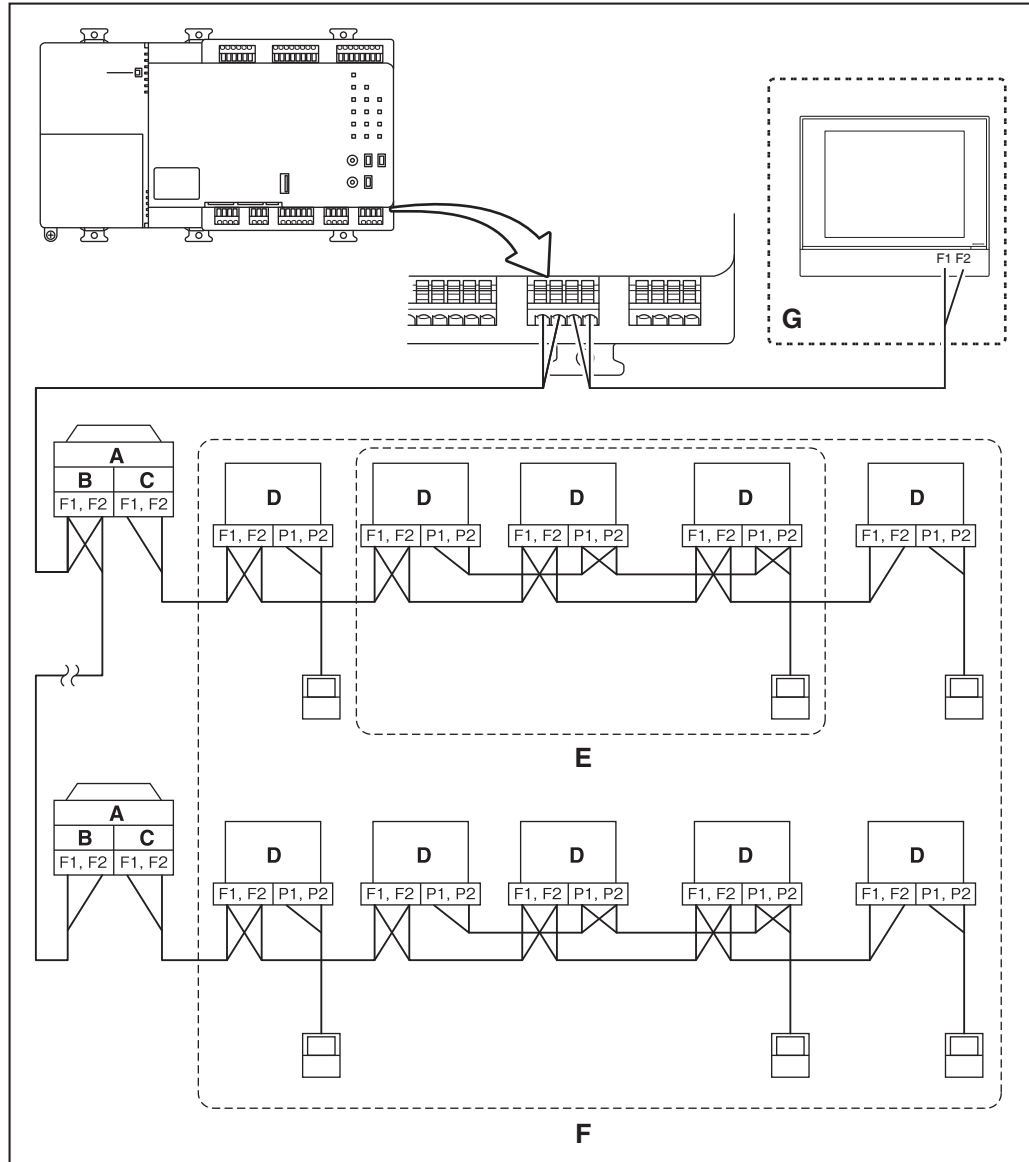 F1 F2
G
A
B C
F1, F2 F1, F2
D D D D D
F1, F2 P1, P2 F1, F2 P1, P2 F1, F2 P1, P2 F1, F2 P1, P2 F1, F2 P1, P2
E
A
B C
F1, F2 F1, F2
D D D D D
F1, F2 P1, P2 F1, F2 P1, P2 F1, F2 P1, P2 F1, F2 P1, P2 F1, F2 P1, P2
F